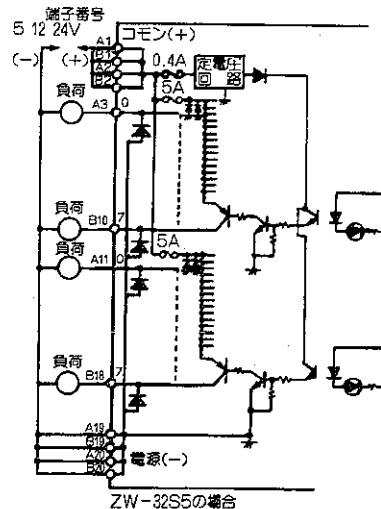 端子番号
5 12 24V
(−) (+)
A1
B1
A2
B2
コモン(+)
0.4A
定電圧
回路
5A
負荷
A3
0
負荷
B10
7
負荷
A11
0
5A
負荷
B18
7
A19
B19
A20
B20
電源(−)
ZW-32S5の場合